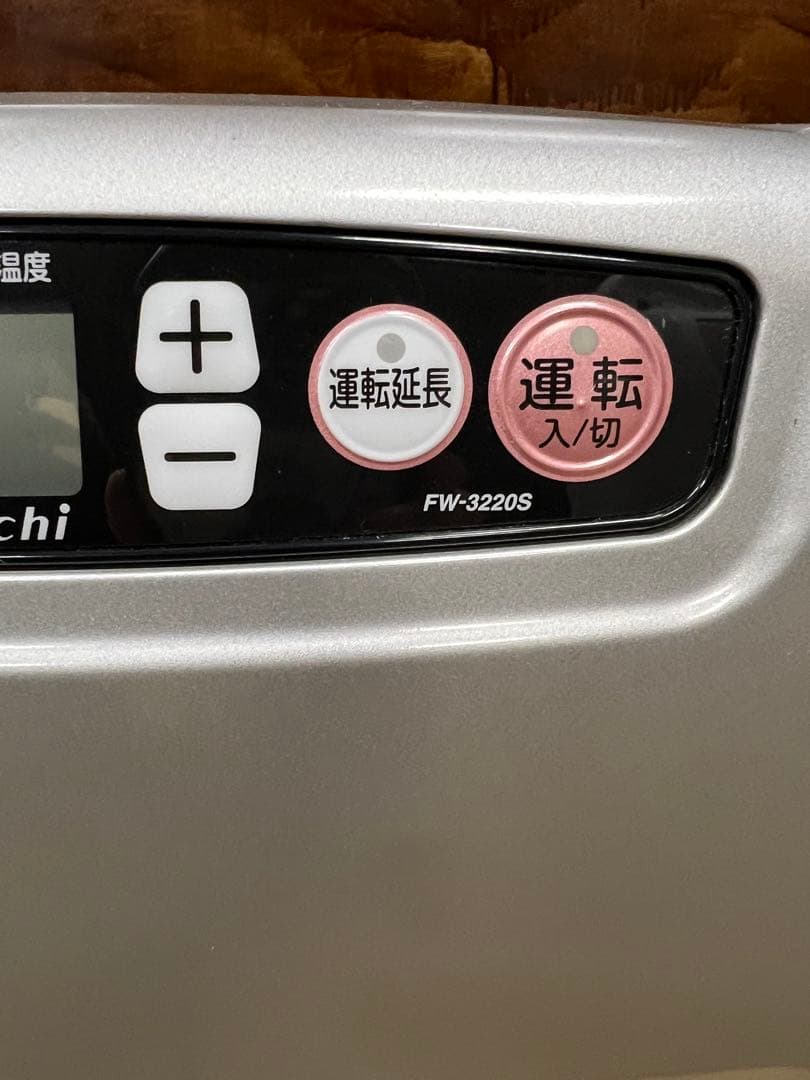 温度
+
運転延長
運転
入/切
−
FW-3220S
chi